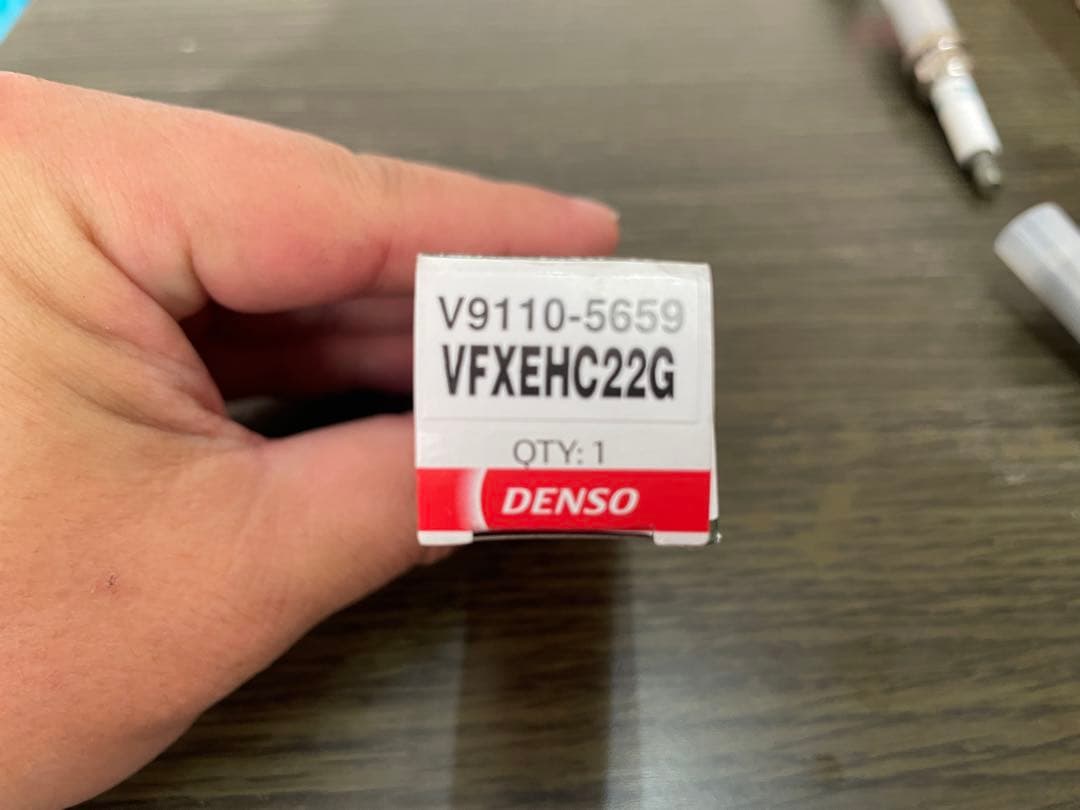 V9110-5659
VFXEHC22G
QTY: 1
DENSO